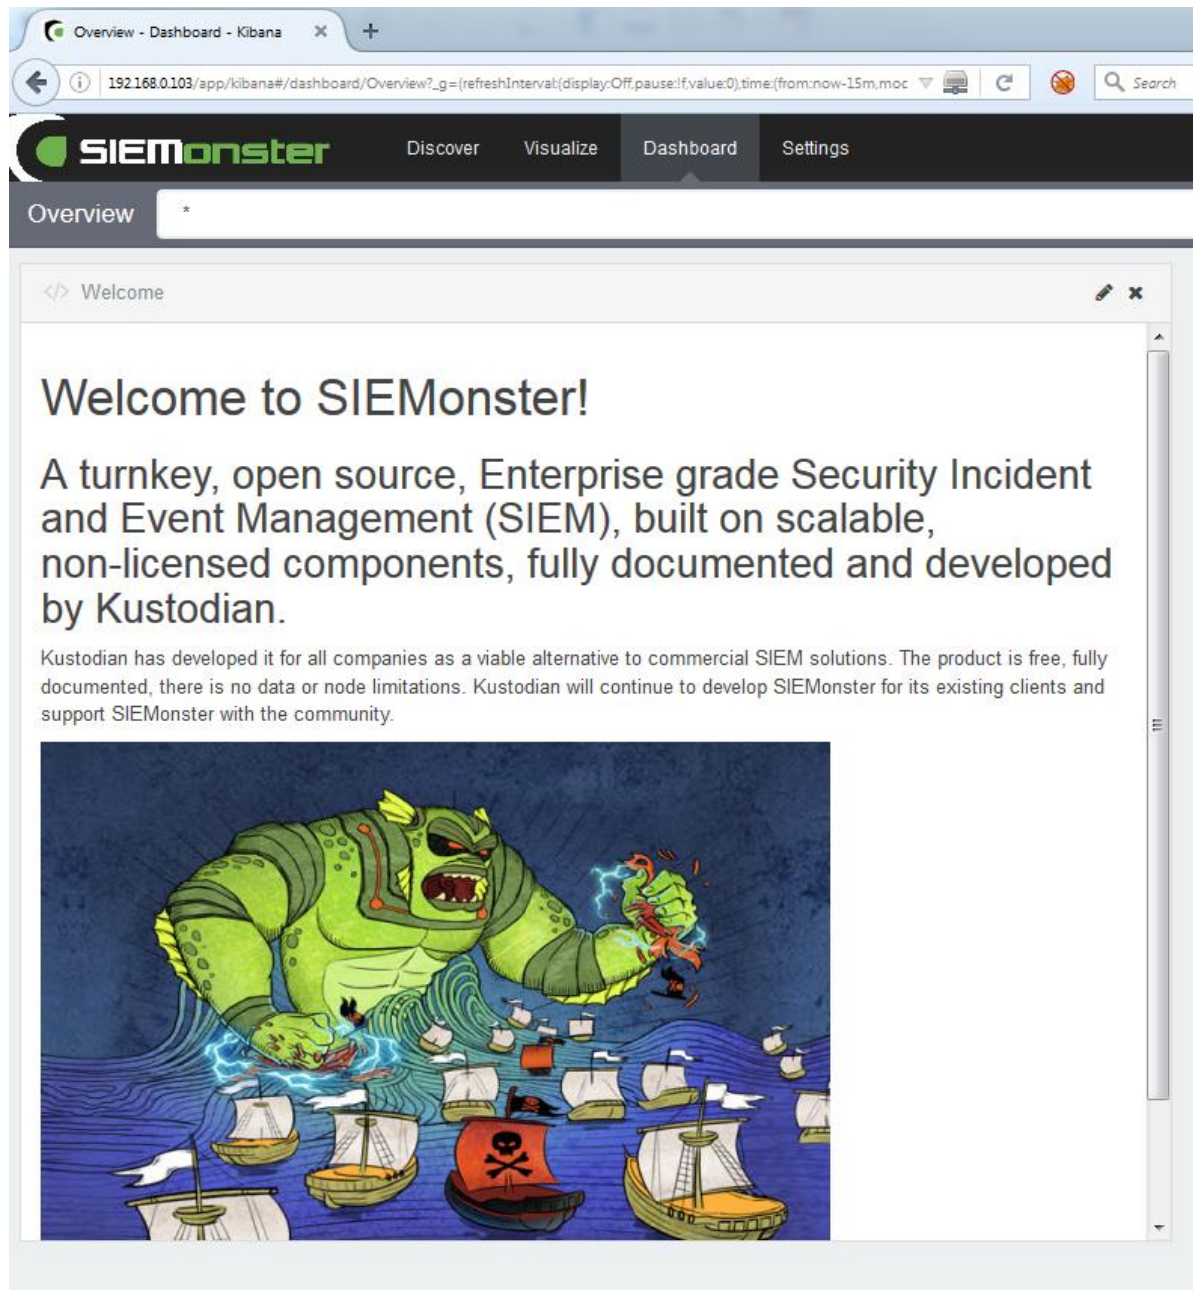 Overview - Dashboard - Kibana
192.168.0.103/app/kibana#/dashboard/Overview?_g=(refreshInterval:(display:Off,pause:!f,value:0),time:(from:now-15m,moc
Search
SIEMonster Discover Visualize Dashboard Settings
Overview *
</> Welcome
Welcome to SIEMonster!
A turnkey, open source, Enterprise grade Security Incident
and Event Management (SIEM), built on scalable,
non-licensed components, fully documented and developed
by Kustodian.
Kustodian has developed it for all companies as a viable alternative to commercial SIEM solutions. The product is free, fully
documented, there is no data or node limitations. Kustodian will continue to develop SIEMonster for its existing clients and
support SIEMonster with the community.